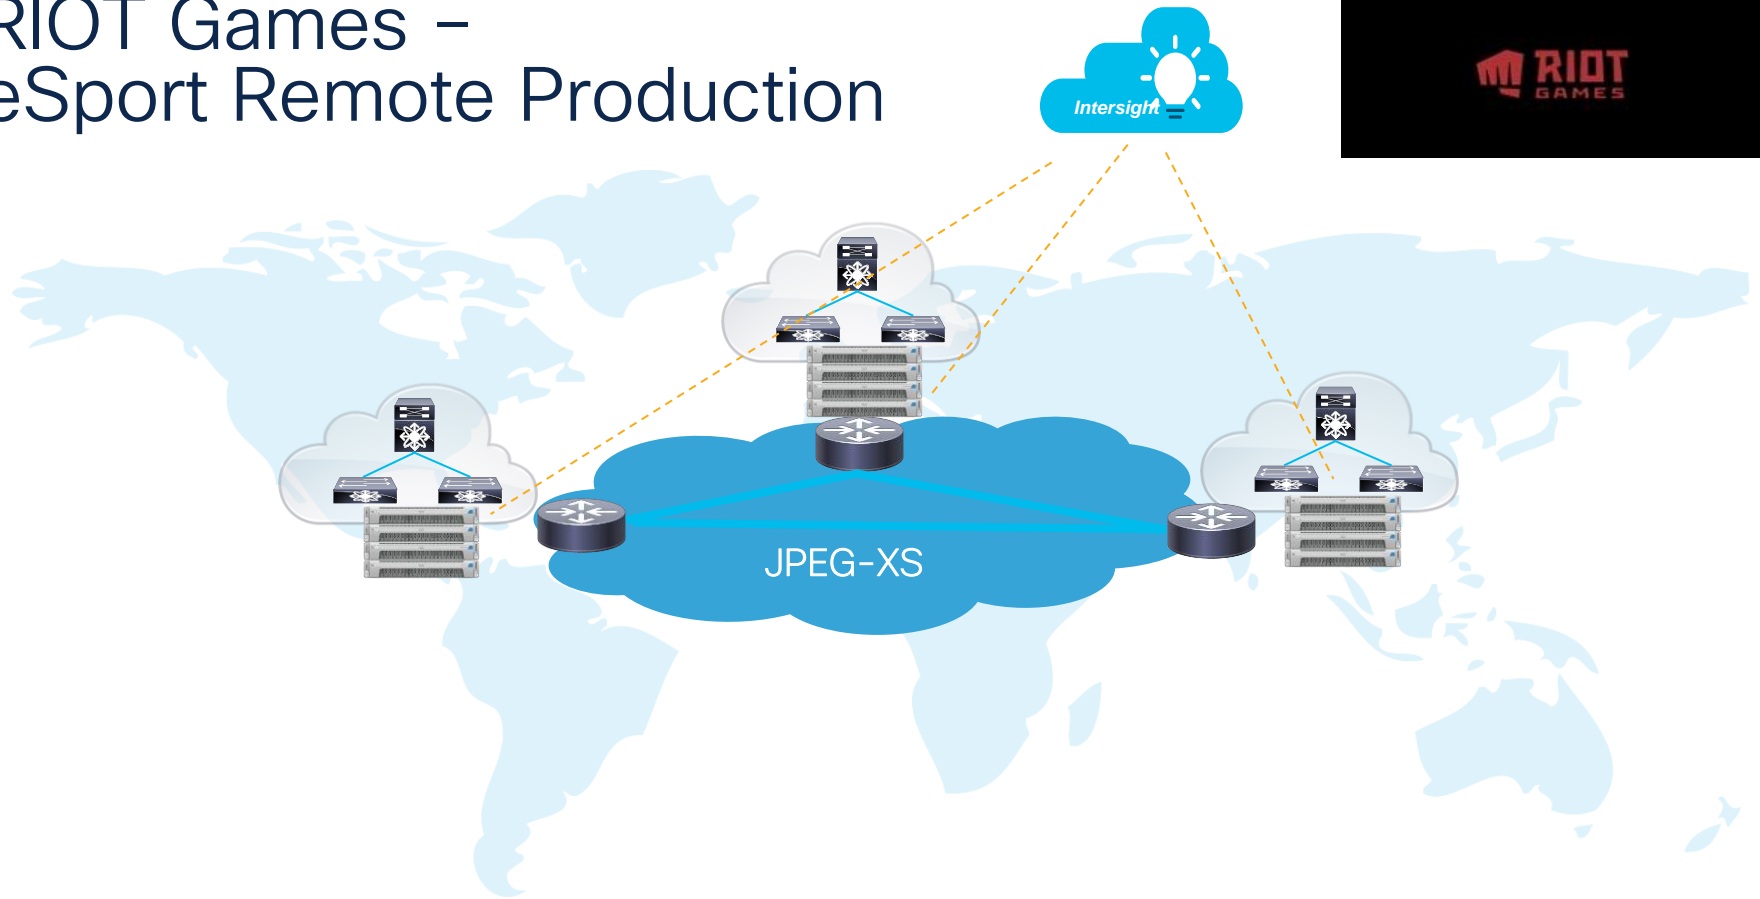 RIOT Games –
eSport Remote Production
Intersight
RIOT
GAMES
JPEG-XS